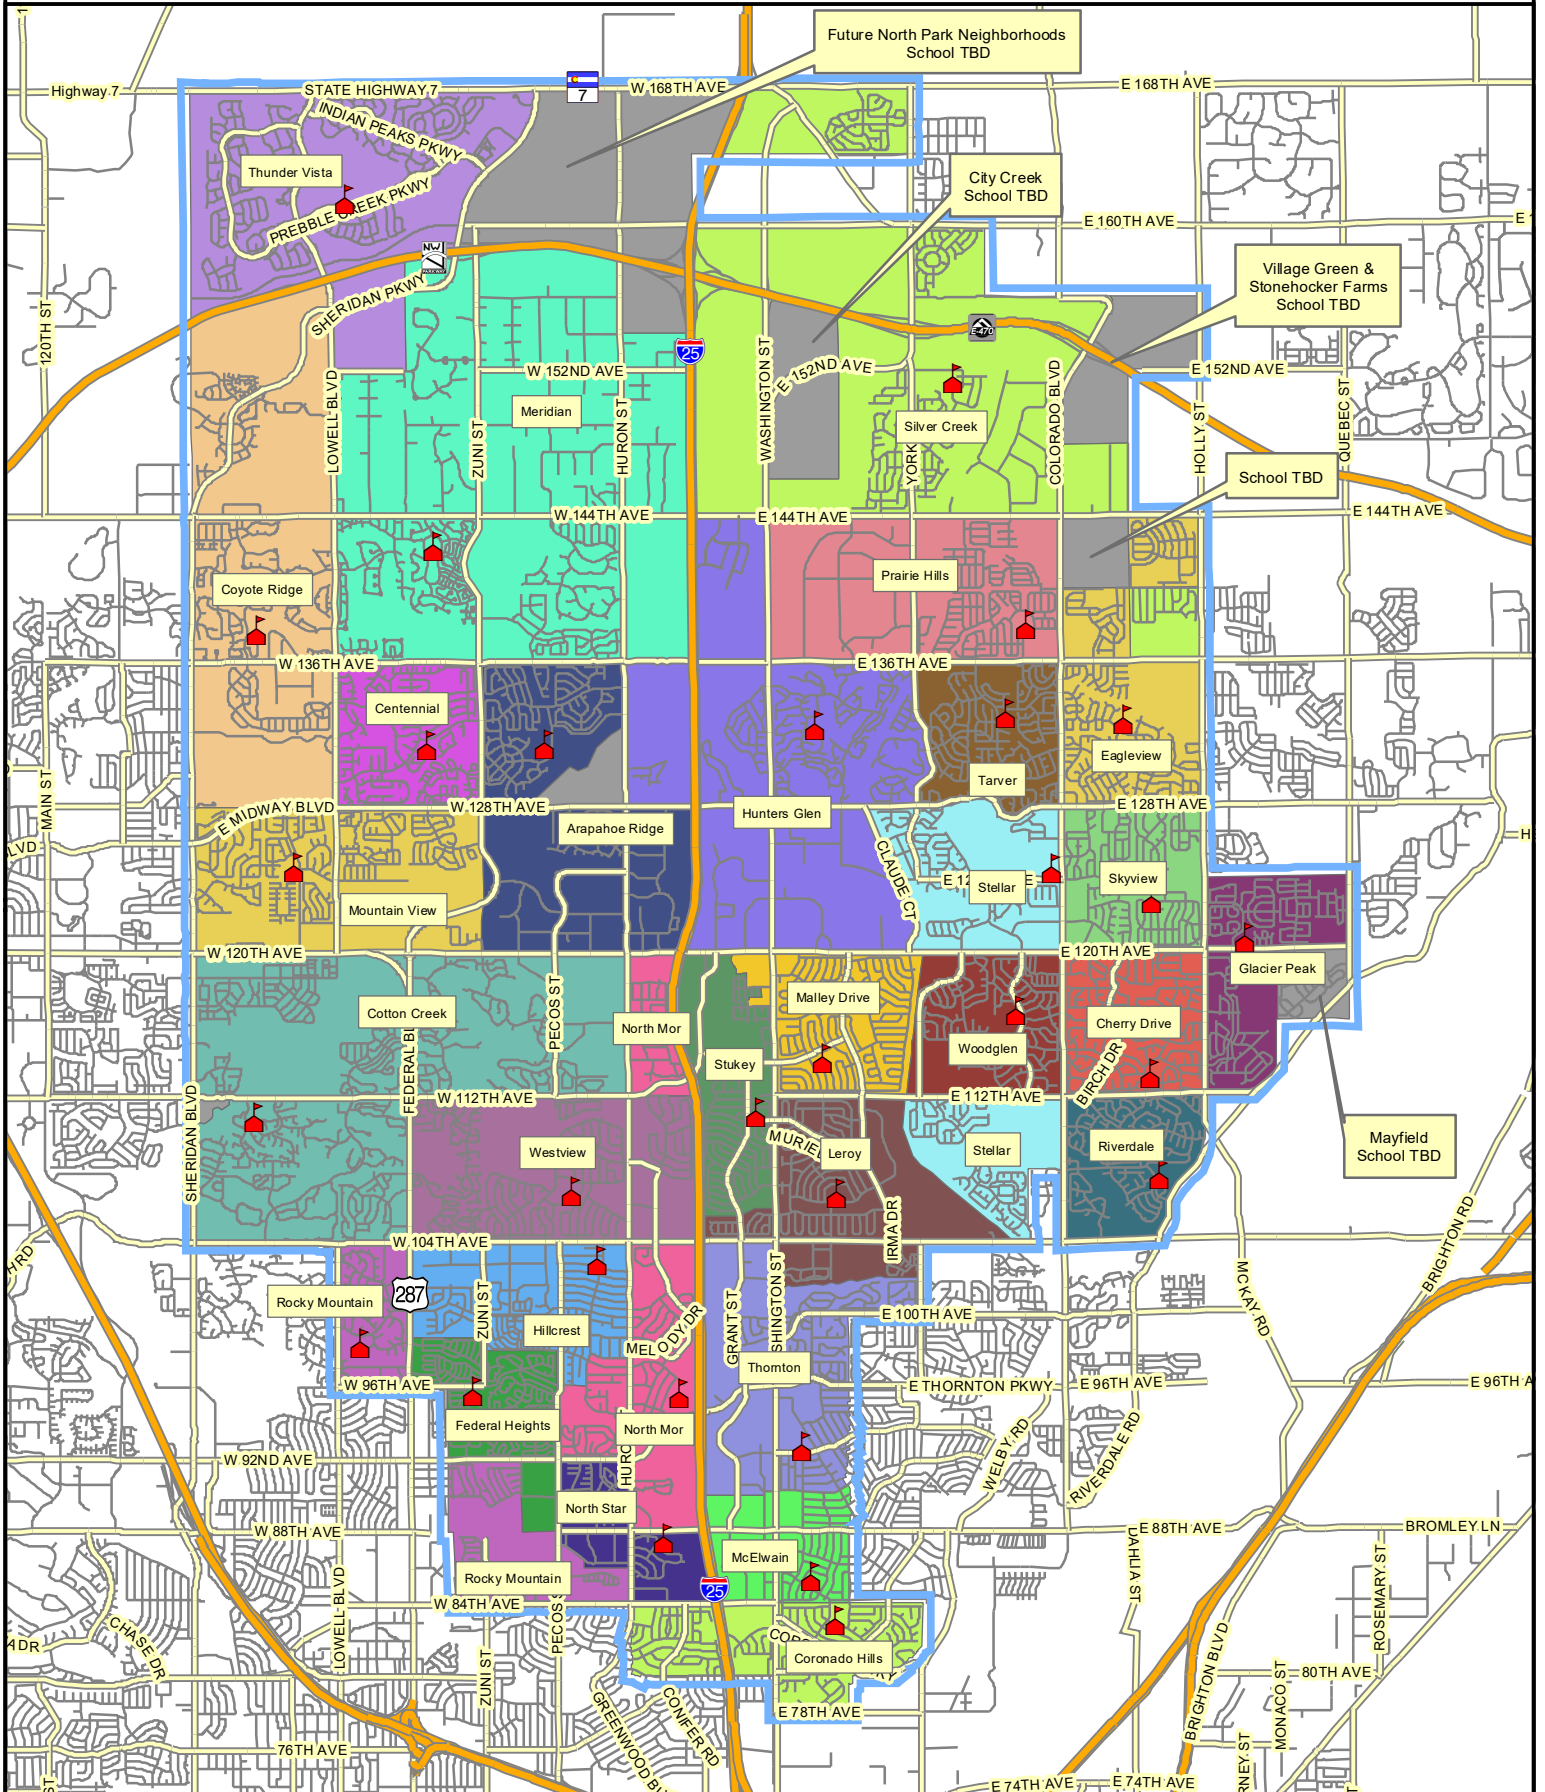 Future North Park Neighborhoods
School TBD
Highway 7
STATE HIGHWAY 7
7
W 168TH AVE
E 168TH AVE
INDIAN PEAKS PKWY
Thunder Vista
PREBBLE CREEK PKWY
City Creek
School TBD
E 160TH AVE
NW
PARKWAY
SHERIDAN PKWY
Village Green &
Stonehocker Farms
School TBD
120TH ST
E-470
25
WASHINGTON ST
W 152ND AVE
E 152ND AVE
E 152ND AVE
LOWELL BLVD
ZUNI ST
HURON ST
Meridian
Silver Creek
YORK
COLORADO BLVD
HOLLY ST
QUEBEC ST
School TBD
W 144TH AVE
E 144TH AVE
E 144TH AVE
Coyote Ridge
Prairie Hills
W 136TH AVE
E 136TH AVE
Centennial
Tarver
Eagleview
MAIN ST
E MIDWAY BLVD
W 128TH AVE
Hunters Glen
E 128TH AVE
Arapahoe Ridge
CLAUDE CT
Stellar
Skyview
Mountain View
W 120TH AVE
E 120TH AVE
Glacier Peak
Cotton Creek
PECOS ST
North Mor
Malley Drive
Cherry Drive
Woodglen
Stukey
FEDERAL BL
BIRCH DR
W 112TH AVE
E 112TH AVE
SHERIDAN BLVD
Westview
MURIEL
Leroy
Stellar
Riverdale
Mayfield
School TBD
IRMA DR
W 104TH AVE
BRIGHTON RD
MCKAY RD
Rocky Mountain
287
ZUNI ST
Hillcrest
MELODY DR
GRANT ST
SHINGTON ST
E 100TH AVE
Thornton
W 96TH AVE
E THORNTON PKWY
E 96TH AVE
E 96TH A
Federal Heights
North Mor
WELBY RD
RIVERDALE RD
W 92ND AVE
North Star
W 88TH AVE
E 88TH AVE
BROMLEY LN
McElwain
Rocky Mountain
25
DAHLIA ST
LOWELL BLVD
W 84TH AVE
PECOS
ROSEMARY ST
CHASE DR
Coronado Hills
ZUNI ST
80TH AVE
MONACO ST
BRIGHTON BLVD
GREENWOOD BL
CONIFER RD
E 78TH AVE
76TH AVE
E 74TH AVE
E 74TH AVE